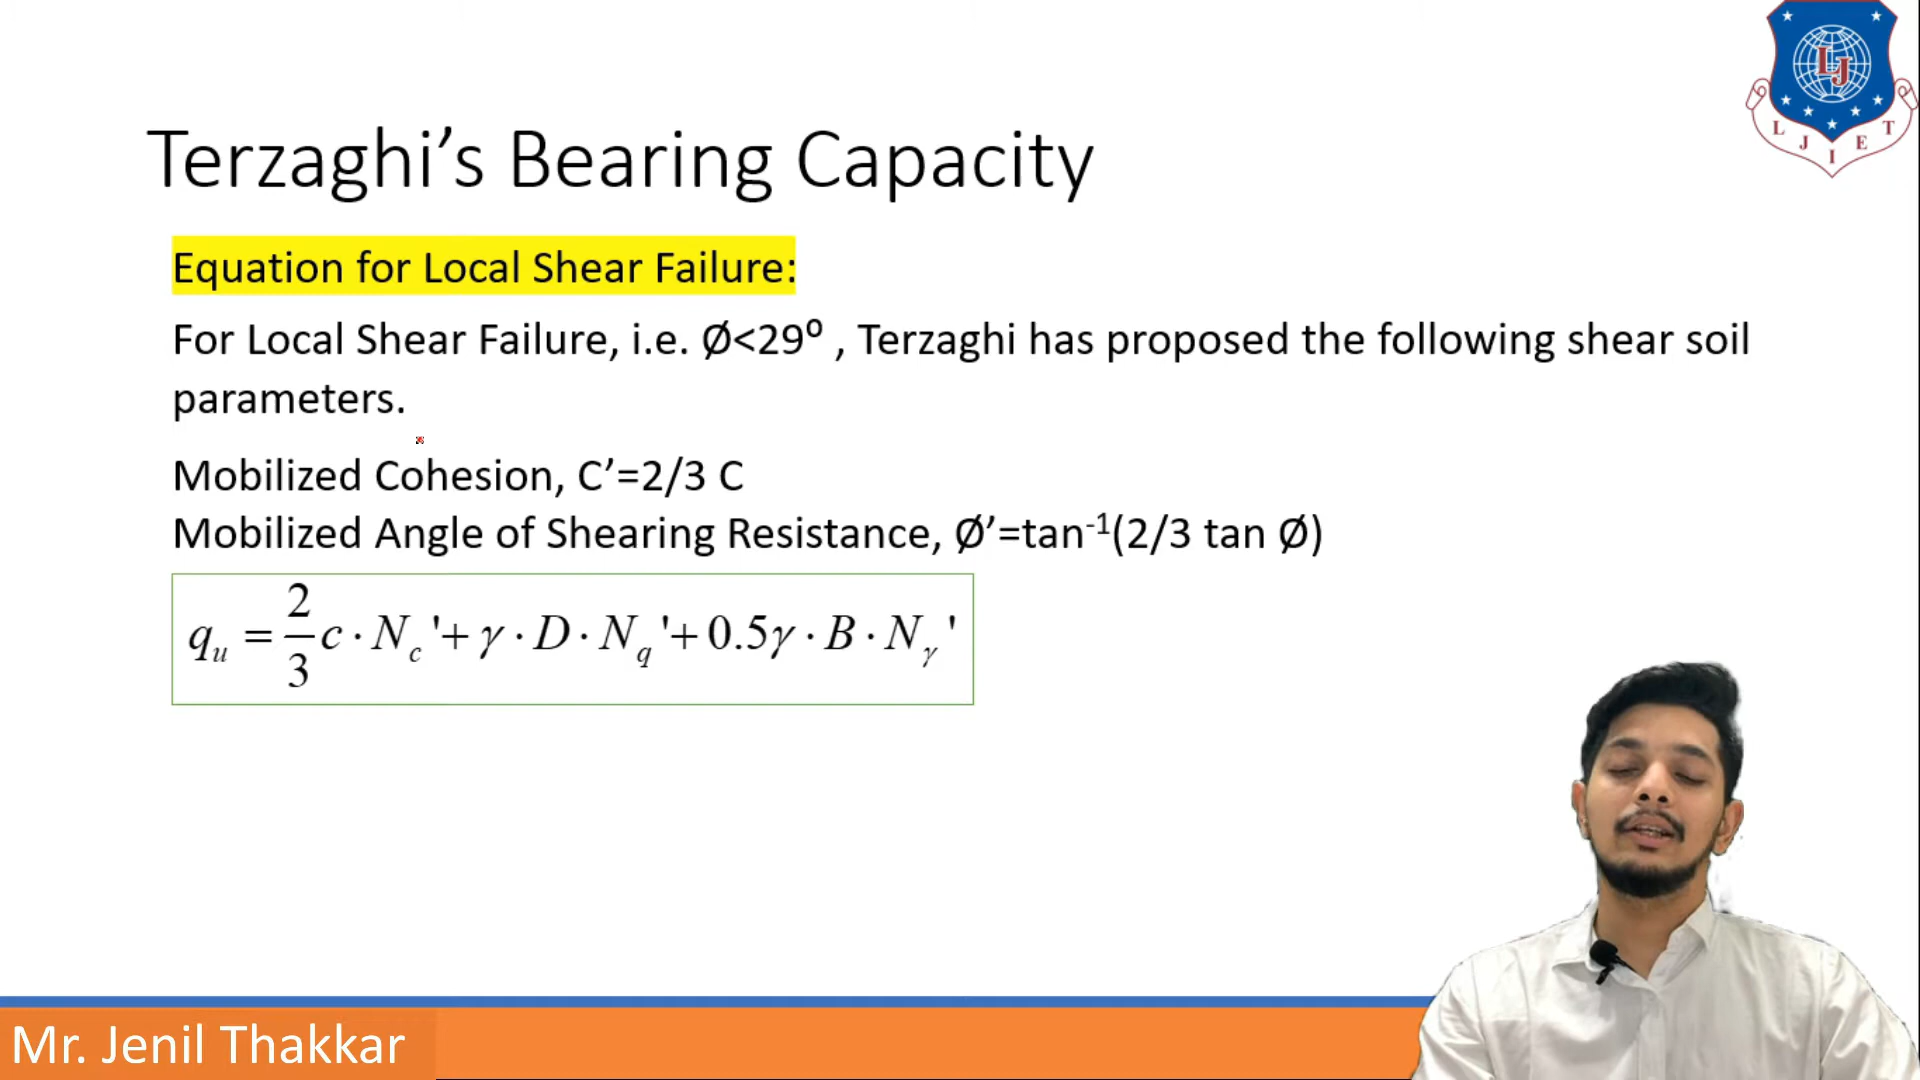 L J I E T
LJ
Terzaghi’s Bearing Capacity
Equation for Local Shear Failure:
For Local Shear Failure, i.e. Ø<29⁰ , Terzaghi has proposed the following shear soil
parameters.
Mobilized Cohesion, C’=2/3 C
Mobilized Angle of Shearing Resistance, Ø’=tan⁻¹(2/3 tan Ø)
q_u = 2/3 c · N_c '+ γ · D · N_q '+ 0.5γ · B · N_γ '
Mr. Jenil Thakkar